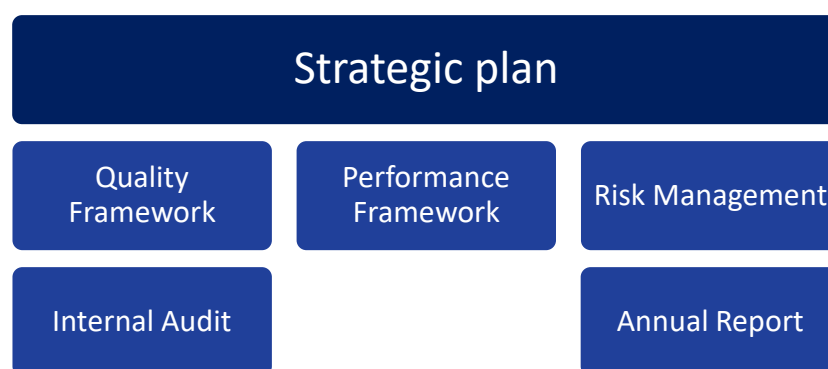 Strategic plan
Quality
Framework
Performance
Framework
Risk Management
Internal Audit
Annual Report